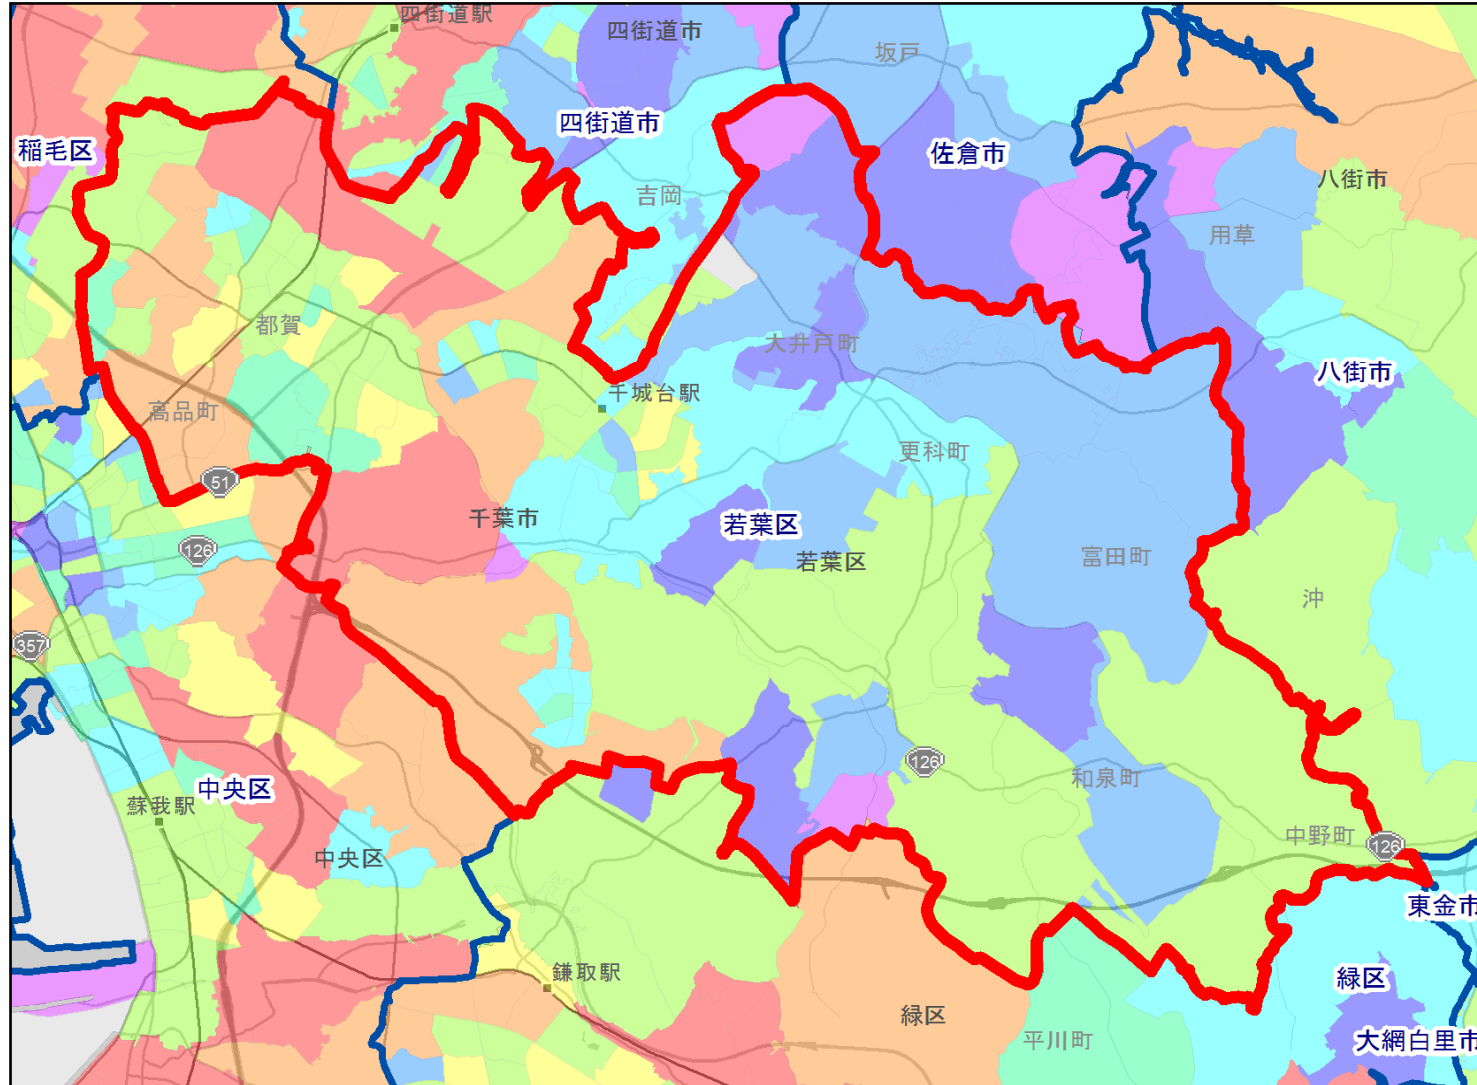 四街道駅
四街道市
坂戸
四街道市
佐倉市
稲毛区
八街市
吉岡
用草
都賀
大井戸町
八街市
千城台駅
高品町
更科町
51
千葉市
若葉区
126
若葉区
富田町
沖
357
126
和泉町
中央区
蘇我駅
中野町
126
中央区
東金市
鎌取駅
緑区
緑区
平川町
大網白里市